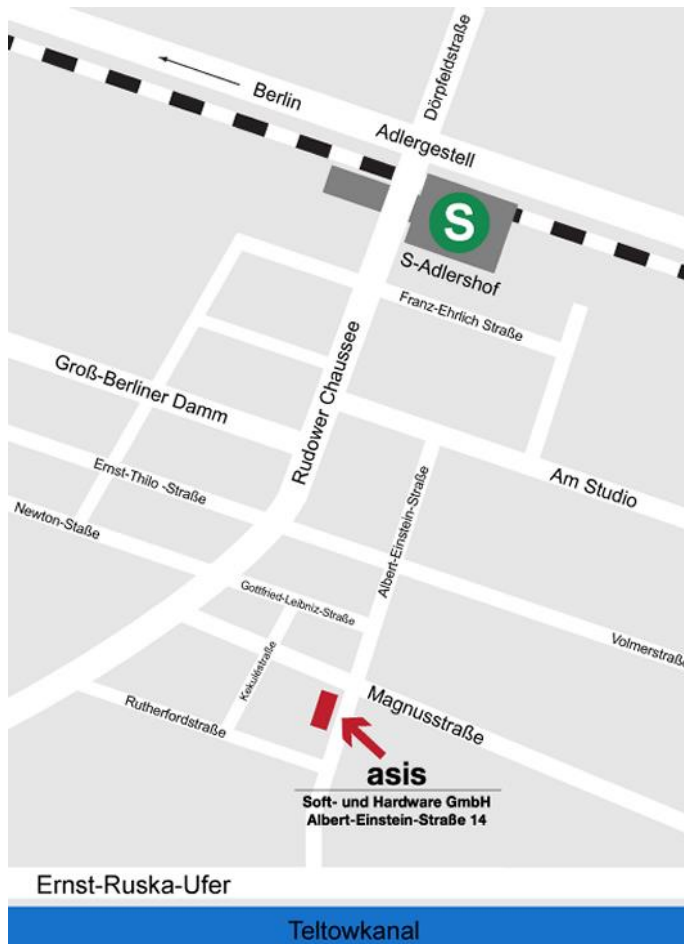 Dörpfeldstraße
Berlin
Adlergestell
S
S-Adlershof
Franz-Ehrlich Straße
Rudower Chaussee
Groß-Berliner Damm
Ernst-Thilo -Straße
Am Studio
Newton-Staße
Albert-Einstein-Straße
Gottfried-Leibniz-Straße
Volmerstraße
Kekuléstraße
Magnusstraße
Rutherfordstraße
asis
Soft- und Hardware GmbH
Albert-Einstein-Straße 14
Ernst-Ruska-Ufer
Teltowkanal